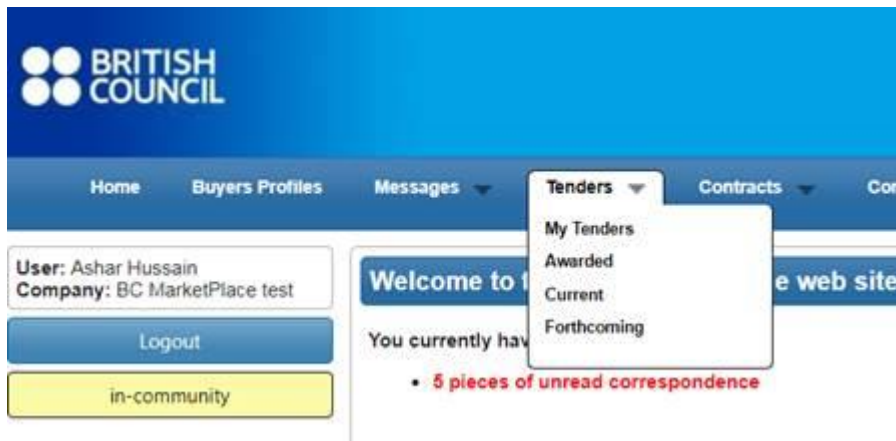 BRITISH
COUNCIL
Home Buyers Profiles Messages Tenders Contracts
My Tenders
Awarded
Current
Forthcoming
User: Ashar Hussain
Company: BC MarketPlace test
Logout
in-community
Welcome to e web site
You currently hav
• 5 pieces of unread correspondence